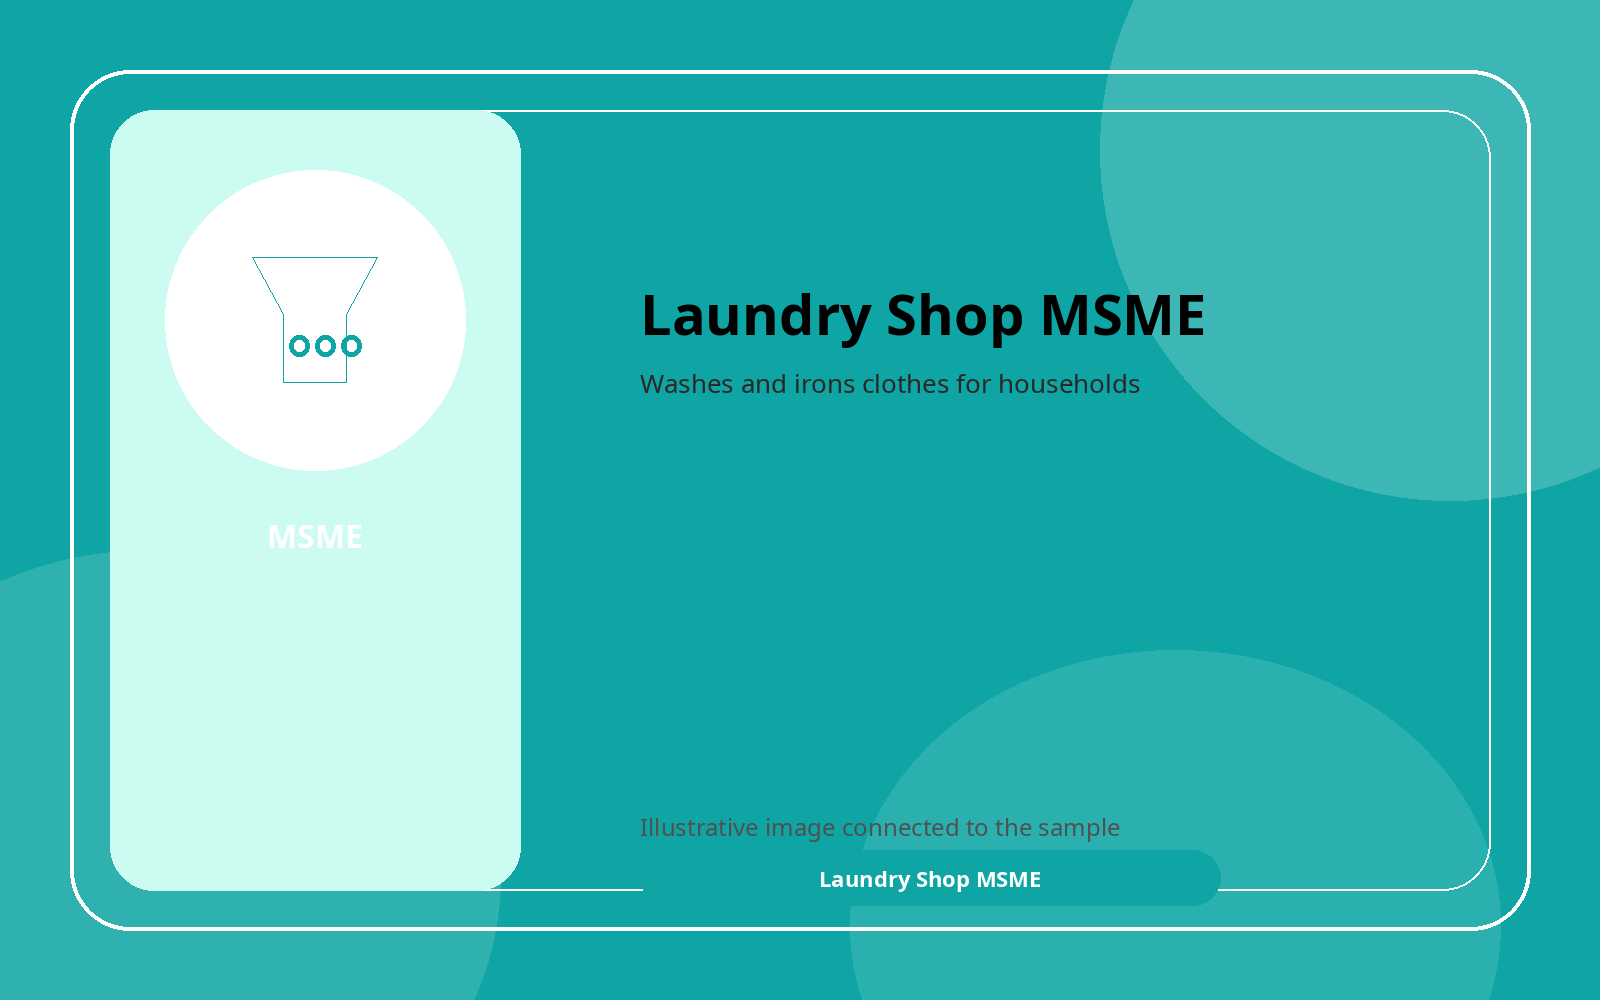 MSME
Laundry Shop MSME
Washes and irons clothes for households
Illustrative image connected to the sample
Laundry Shop MSME